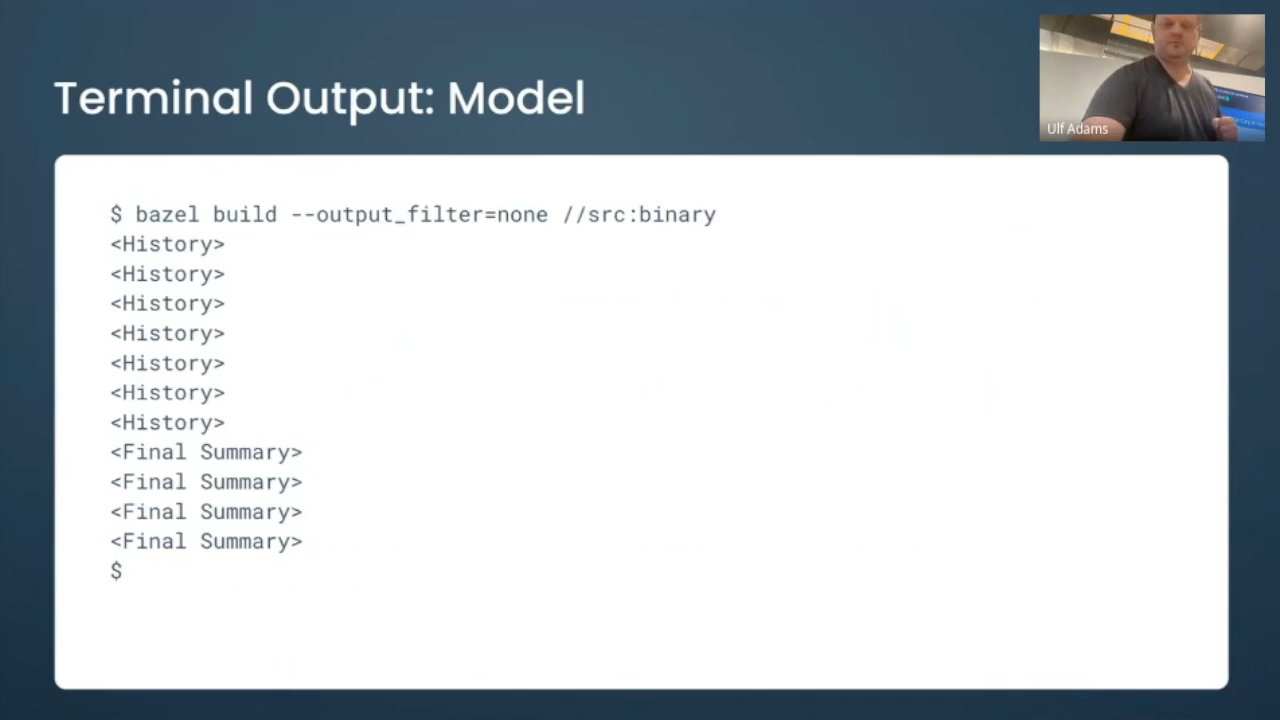 Terminal Output: Model
Ulf Adams
$ bazel build --output_filter=none //src:binary
<History>
<History>
<History>
<History>
<History>
<History>
<History>
<Final Summary>
<Final Summary>
<Final Summary>
<Final Summary>
$